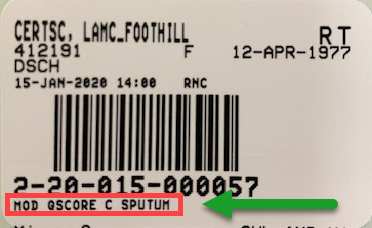 CERTSC, LAMC_FOOTHILL RT
412191 F 12-APR-1977
DSCH
15-JAN-2020 14:00 RNC
2-20-015-000057
MOD QSCORE C SPUTUM